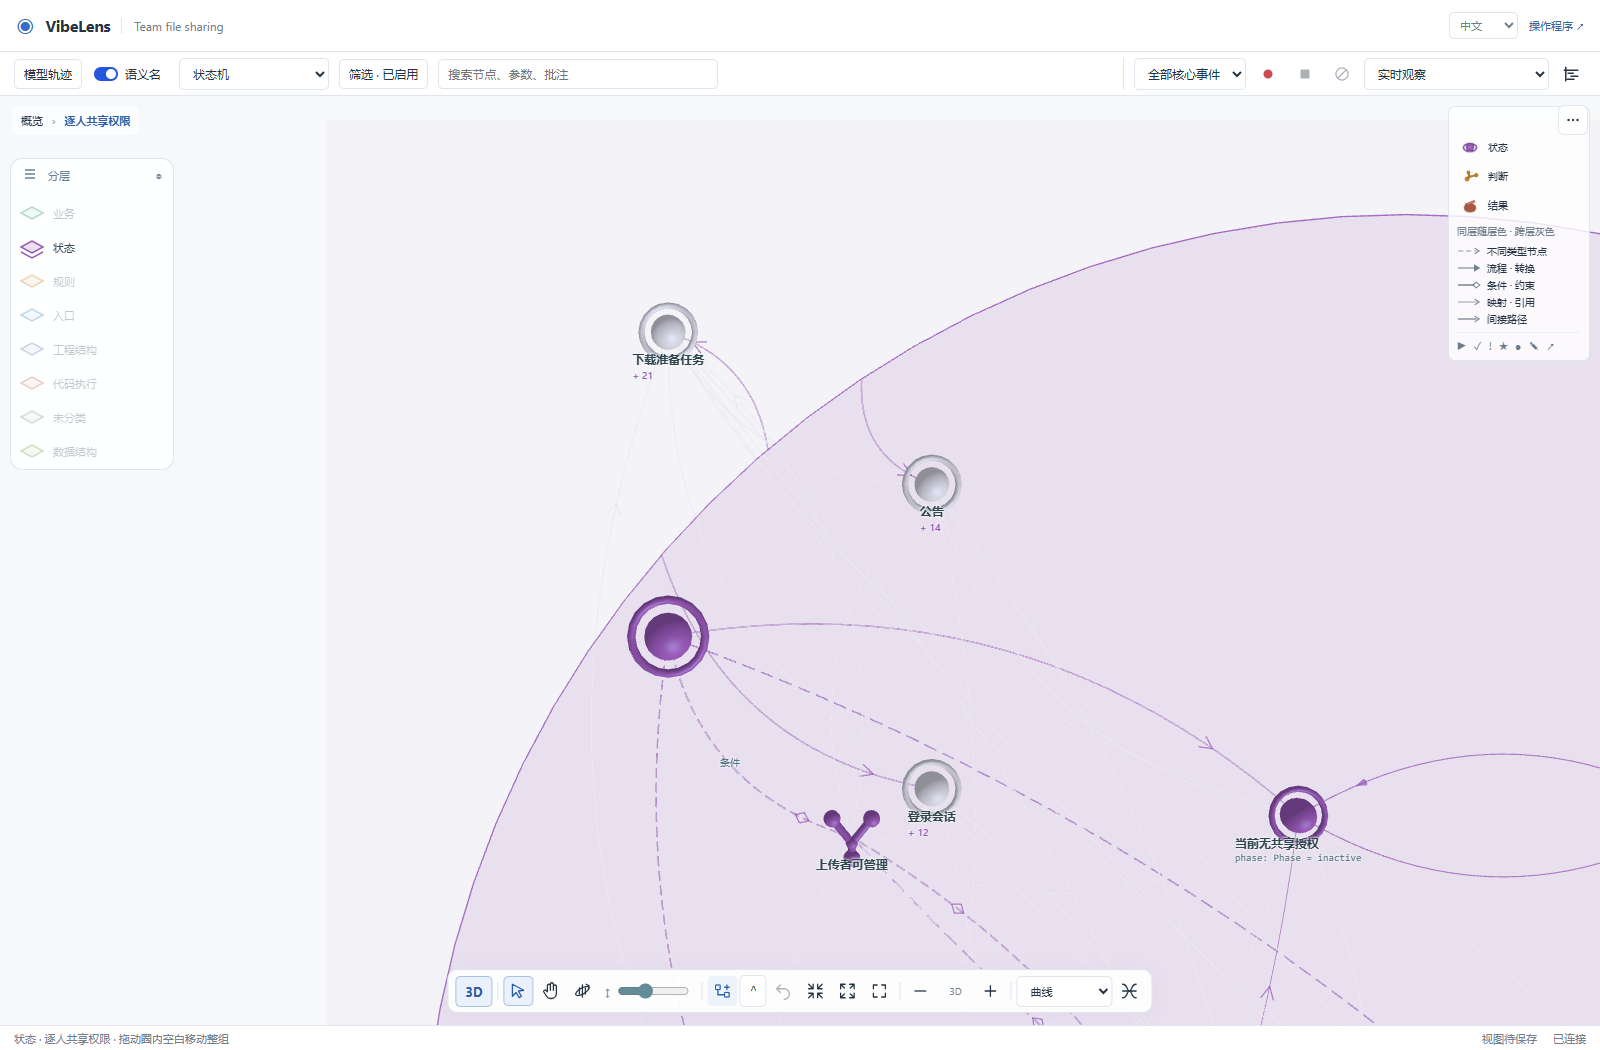 VibeLens
Team file sharing
中文
操作程序 ↗
模型轨迹
语义名
状态机
筛选 · 已启用
搜索节点、参数、批注
全部核心事件
实时观察
概览 › 逐人共享权限
分层
业务
状态
规则
入口
工程结构
代码执行
未分类
数据结构
状态
判断
结果
同层随层色 · 跨层灰色
不同类型节点
流程 · 转换
条件 · 约束
映射 · 引用
间接路径
下载准备任务
+ 21
公告
+ 14
条件
登录会话
+ 12
上传者可管理
当前无共享授权
phase: Phase = inactive
3D
3D
曲线
状态 · 逐人共享权限 · 拖动圈内空白移动整组
视图待保存
已连接